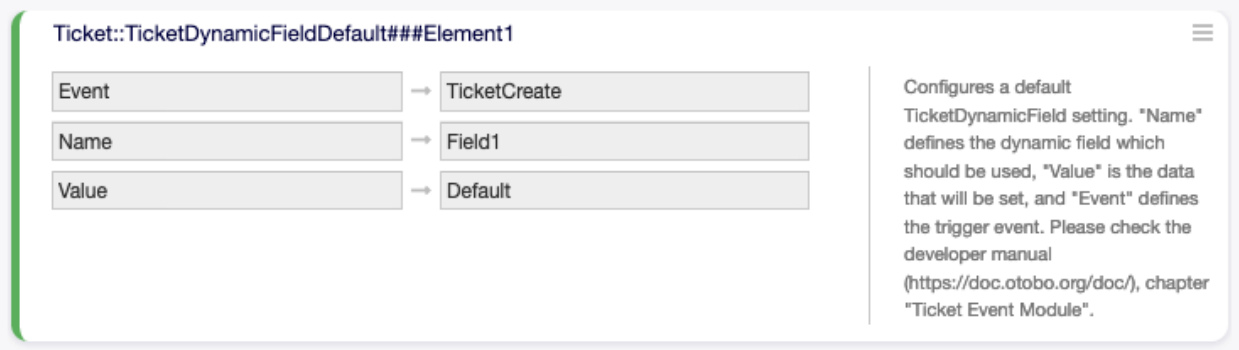 Ticket::TicketDynamicFieldDefault###Element1
Event → TicketCreate
Name → Field1
Value → Default
Configures a default
TicketDynamicField setting. "Name"
defines the dynamic field which
should be used, "Value" is the data
that will be set, and "Event" defines
the trigger event. Please check the
developer manual
(https://doc.otobo.org/doc/), chapter
"Ticket Event Module".